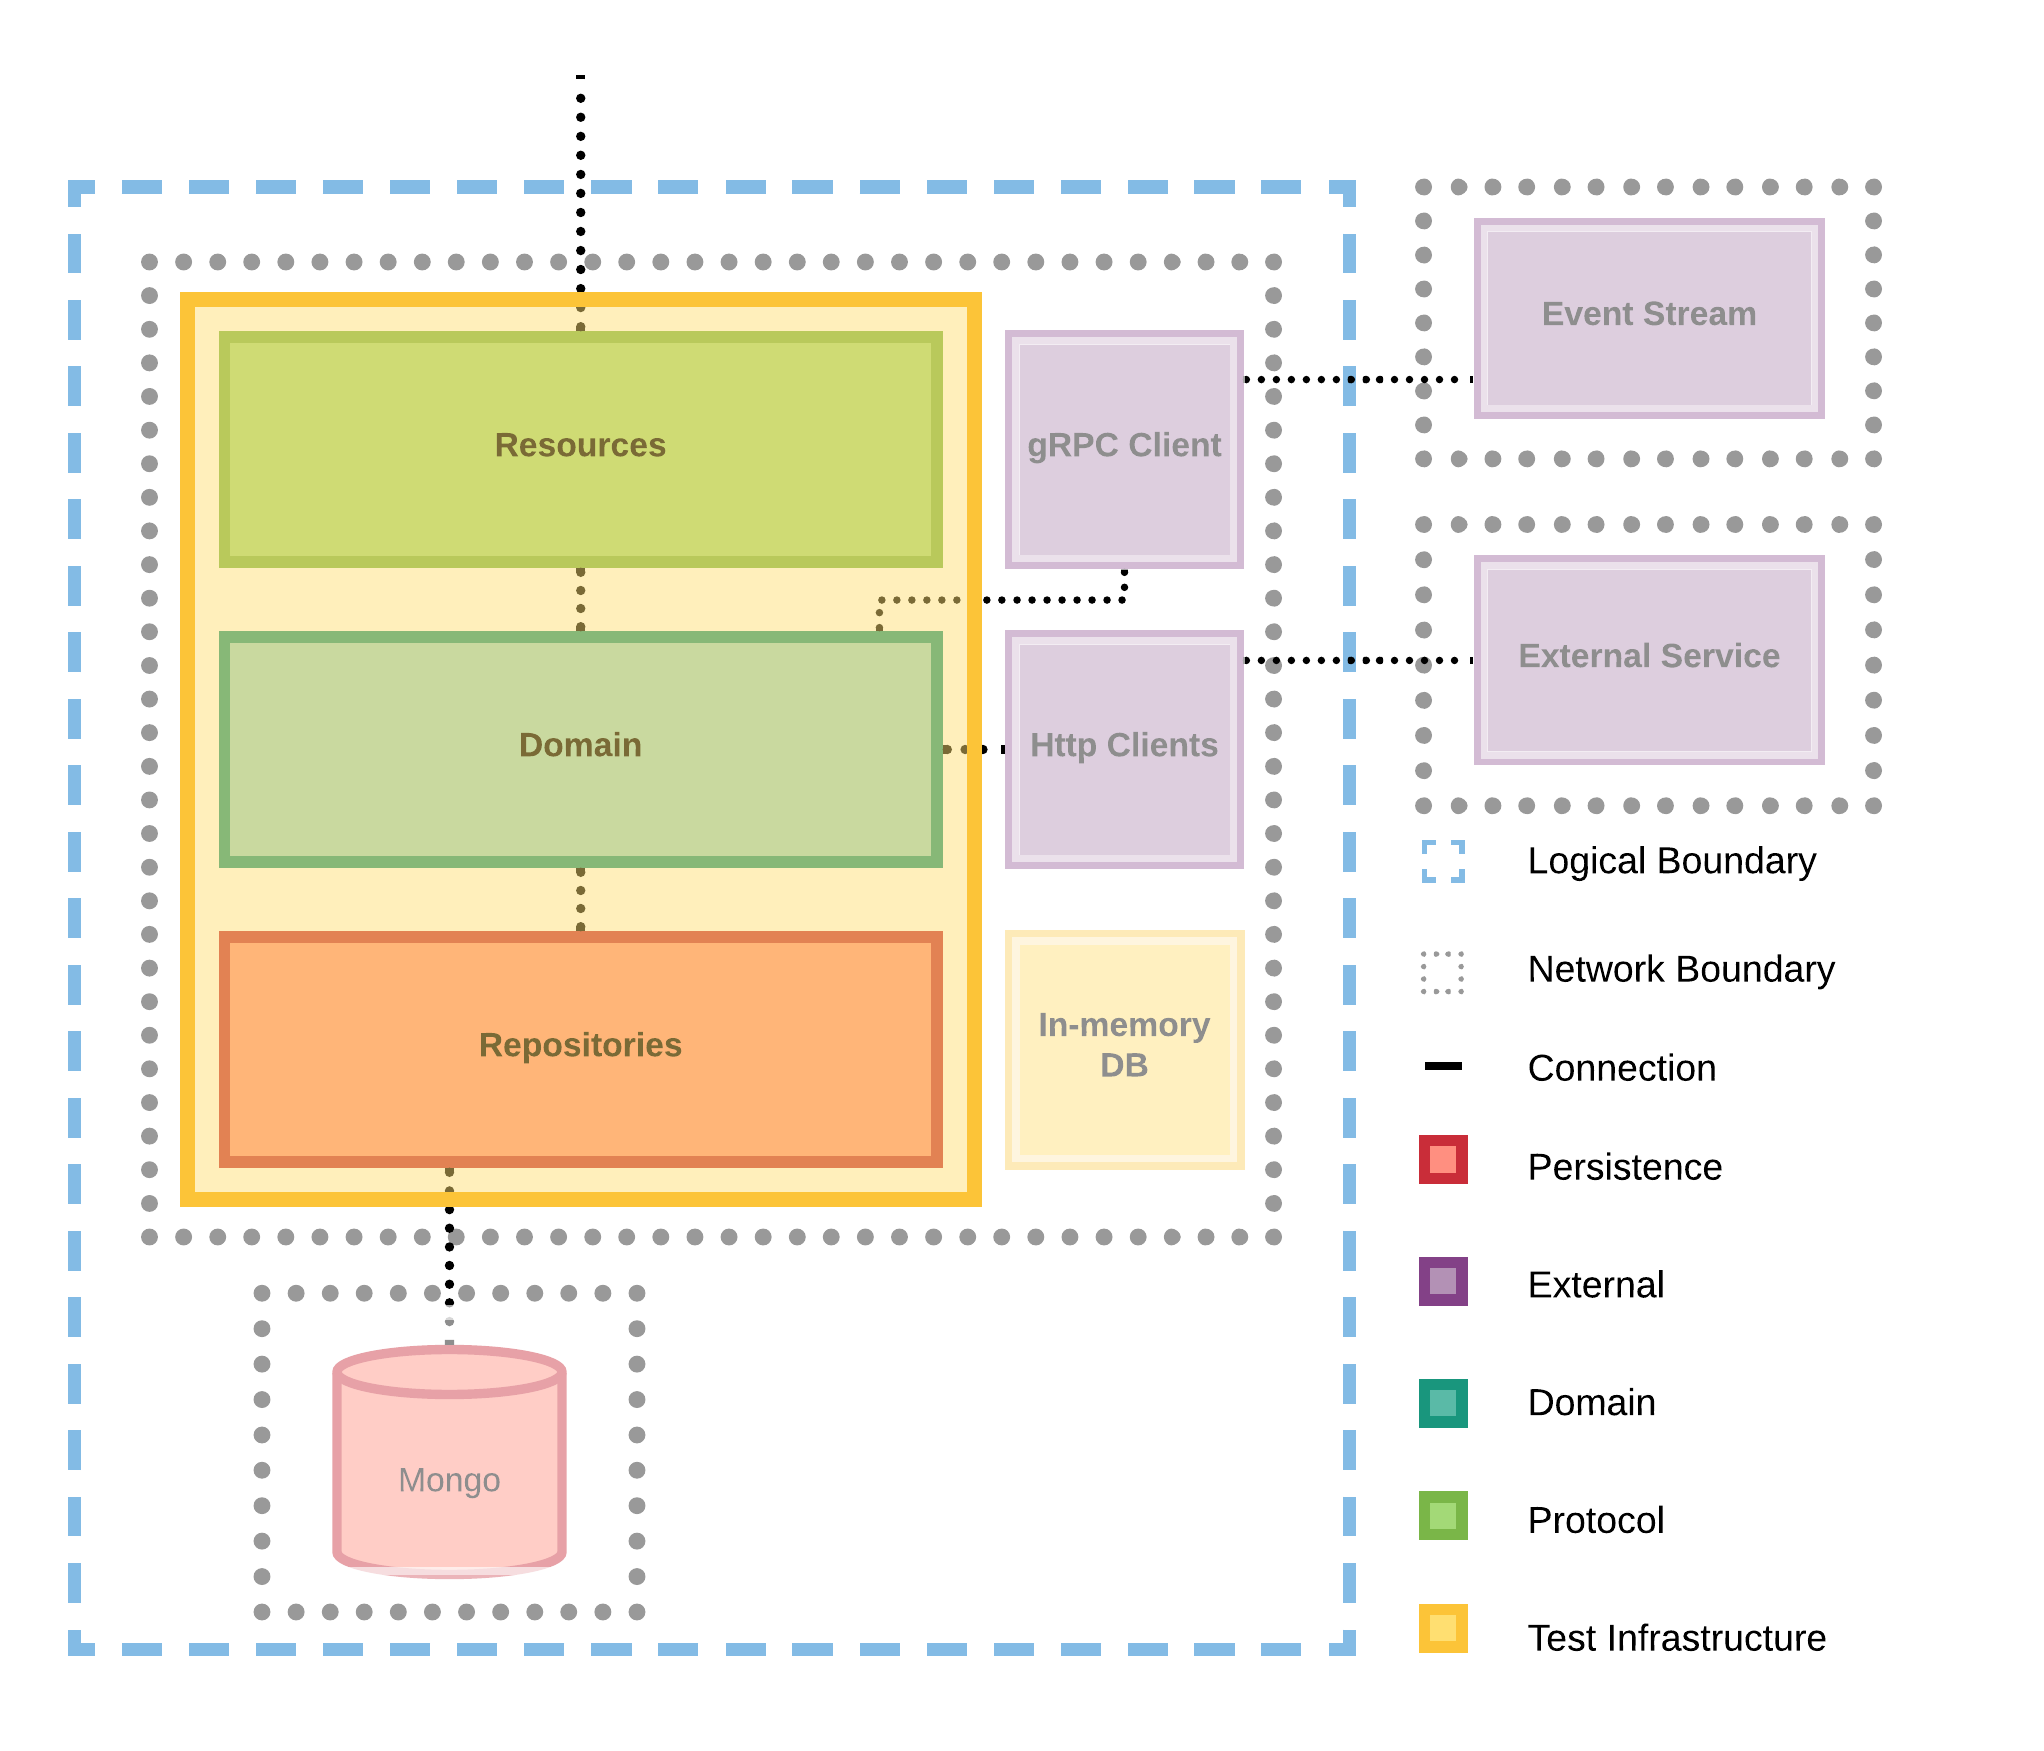 Event Stream
Resources
gRPC Client
External Service
Domain
Http Clients
In-memory
DB
Repositories
Mongo
Logical Boundary
Network Boundary
Connection
Persistence
External
Domain
Protocol
Test Infrastructure